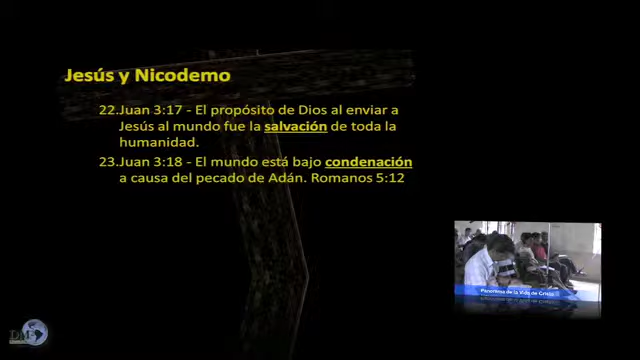 Jesús y Nicodemo
22.Juan 3:17 - El propósito de Dios al enviar a
Jesús al mundo fue la salvación de toda la
humanidad.
23.Juan 3:18 - El mundo está bajo condenación
a causa del pecado de Adán. Romanos 5:12
Panorama de la Vida de Cristo